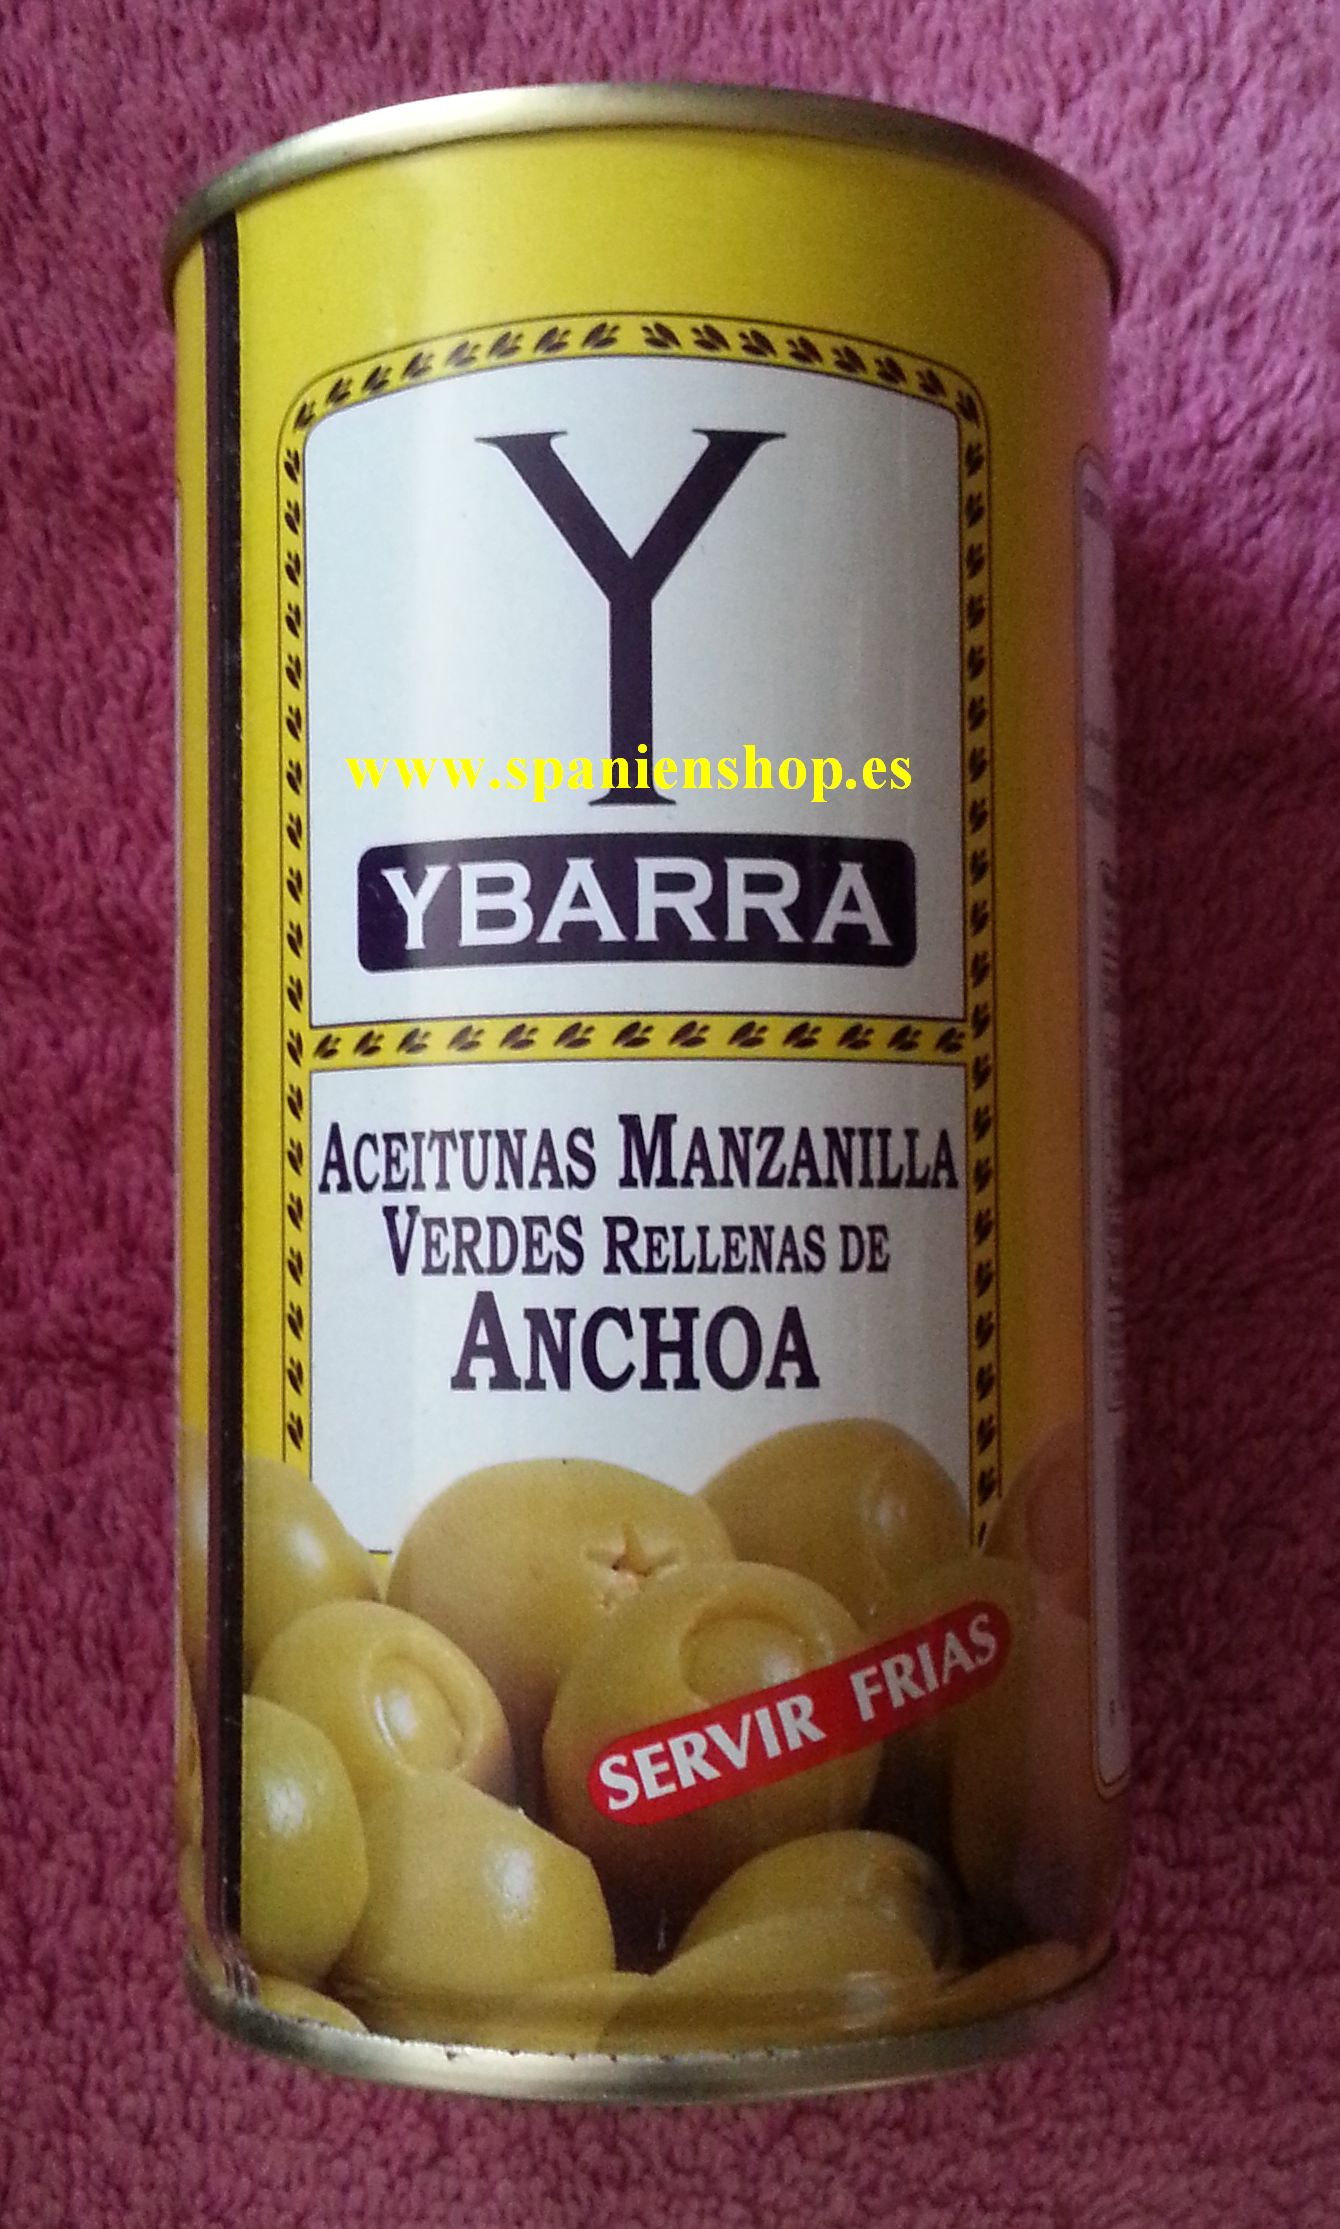 Y
www.spanienshop.es
YBARRA
ACEITUNAS MANZANILLA
VERDES RELLENAS DE
ANCHOA
SERVIR FRIAS